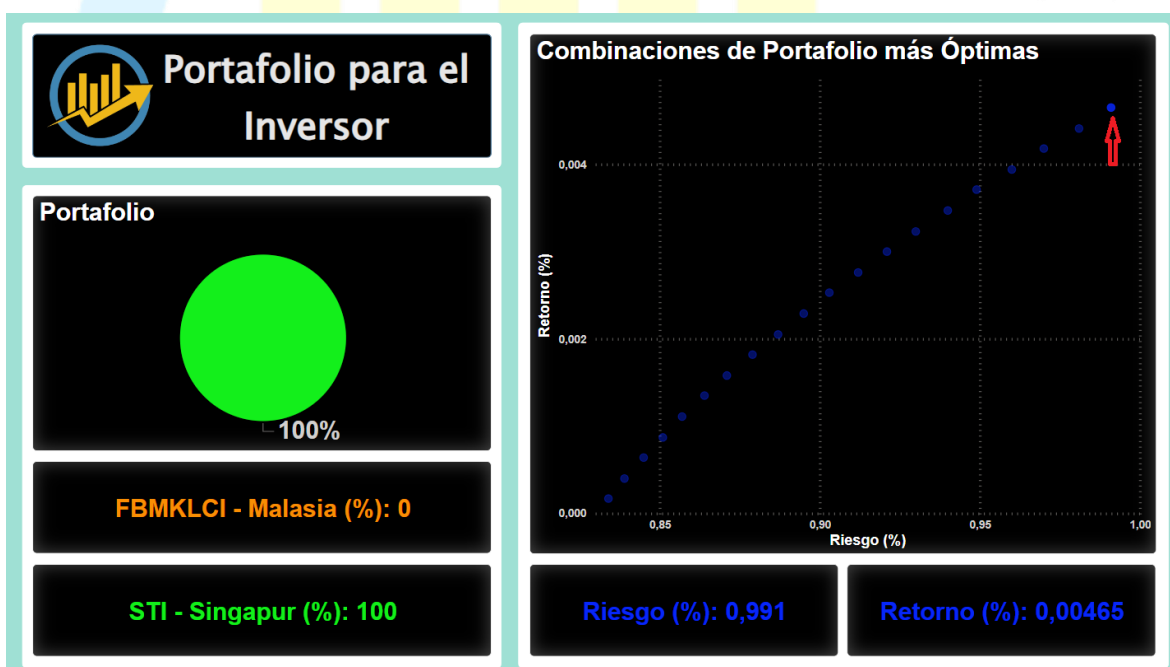 Portafolio para el
Inversor
Portafolio
100%
FBMKLCI - Malasia (%): 0
STI - Singapur (%): 100
Combinaciones de Portafolio más Óptimas
Retorno (%)
0,004
0,002
0,000
0,85
0,90
0,95
1,00
Riesgo (%)
Riesgo (%): 0,991
Retorno (%): 0,00465